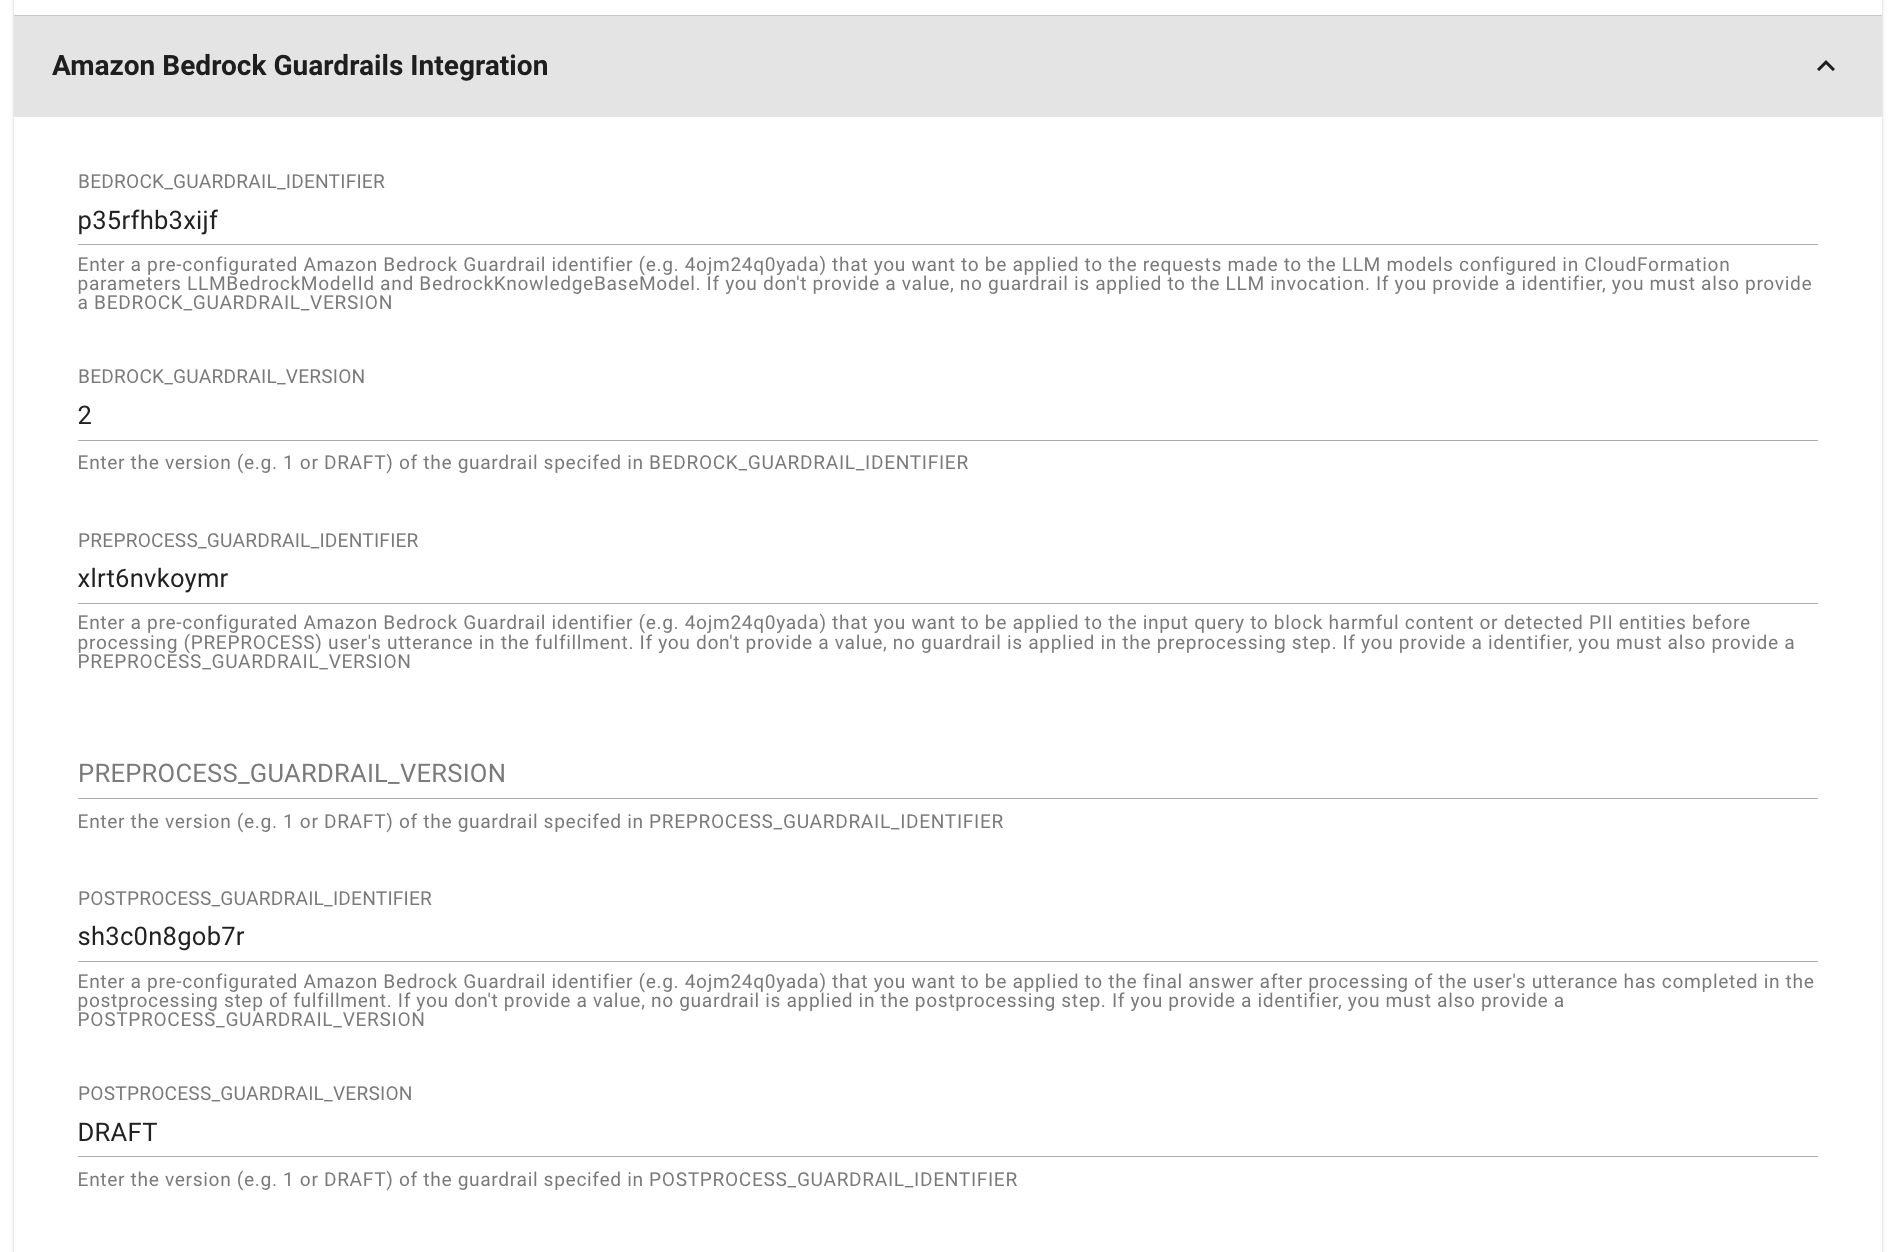 Amazon Bedrock Guardrails Integration
BEDROCK_GUARDRAIL_IDENTIFIER
p35rfhb3xijf
Enter a pre-configurated Amazon Bedrock Guardrail identifier (e.g. 4ojm24q0yada) that you want to be applied to the requests made to the LLM models configured in CloudFormation
parameters LLMBedrockModelId and BedrockKnowledgeBaseModel. If you don't provide a value, no guardrail is applied to the LLM invocation. If you provide a identifier, you must also provide
a BEDROCK_GUARDRAIL_VERSION
BEDROCK_GUARDRAIL_VERSION
2
Enter the version (e.g. 1 or DRAFT) of the guardrail specifed in BEDROCK_GUARDRAIL_IDENTIFIER
PREPROCESS_GUARDRAIL_IDENTIFIER
xlrt6nvkoymr
Enter a pre-configurated Amazon Bedrock Guardrail identifier (e.g. 4ojm24q0yada) that you want to be applied to the input query to block harmful content or detected PII entities before
processing (PREPROCESS) user's utterance in the fulfillment. If you don't provide a value, no guardrail is applied in the preprocessing step. If you provide a identifier, you must also provide a
PREPROCESS_GUARDRAIL_VERSION
PREPROCESS_GUARDRAIL_VERSION
Enter the version (e.g. 1 or DRAFT) of the guardrail specifed in PREPROCESS_GUARDRAIL_IDENTIFIER
POSTPROCESS_GUARDRAIL_IDENTIFIER
sh3c0n8gob7r
Enter a pre-configurated Amazon Bedrock Guardrail identifier (e.g. 4ojm24q0yada) that you want to be applied to the final answer after processing of the user's utterance has completed in the
postprocessing step of fulfillment. If you don't provide a value, no guardrail is applied in the postprocessing step. If you provide a identifier, you must also provide a
POSTPROCESS_GUARDRAIL_VERSION
POSTPROCESS_GUARDRAIL_VERSION
DRAFT
Enter the version (e.g. 1 or DRAFT) of the guardrail specifed in POSTPROCESS_GUARDRAIL_IDENTIFIER